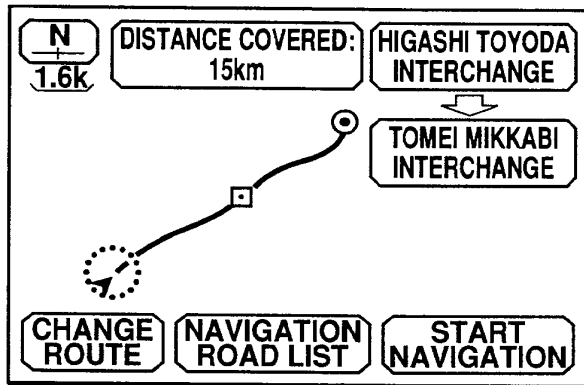 N
1.6k
DISTANCE COVERED:
15km
HIGASHI TOYODA
INTERCHANGE
TOMEI MIKKABI
INTERCHANGE
CHANGE
ROUTE
NAVIGATION
ROAD LIST
START
NAVIGATION